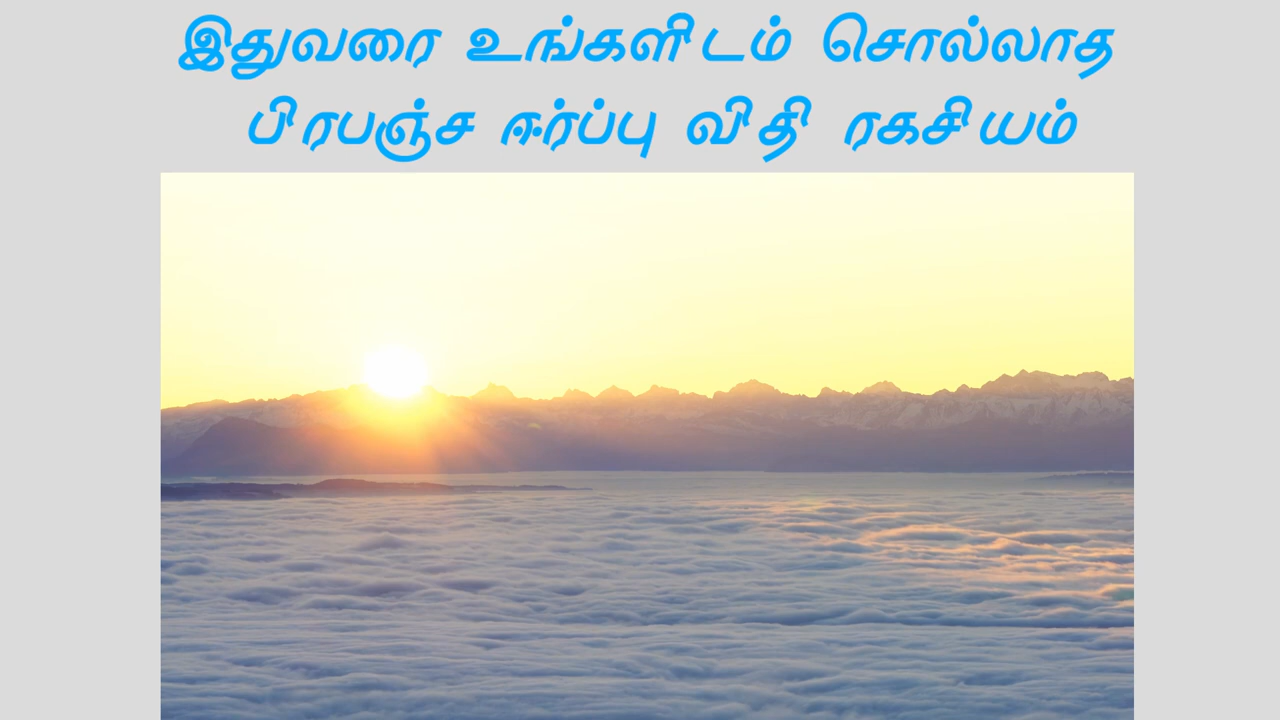 இதுவரை உங்களிடம் சொல்லாத
பிரபஞ்ச ஈர்ப்பு விதி ரகசியம்